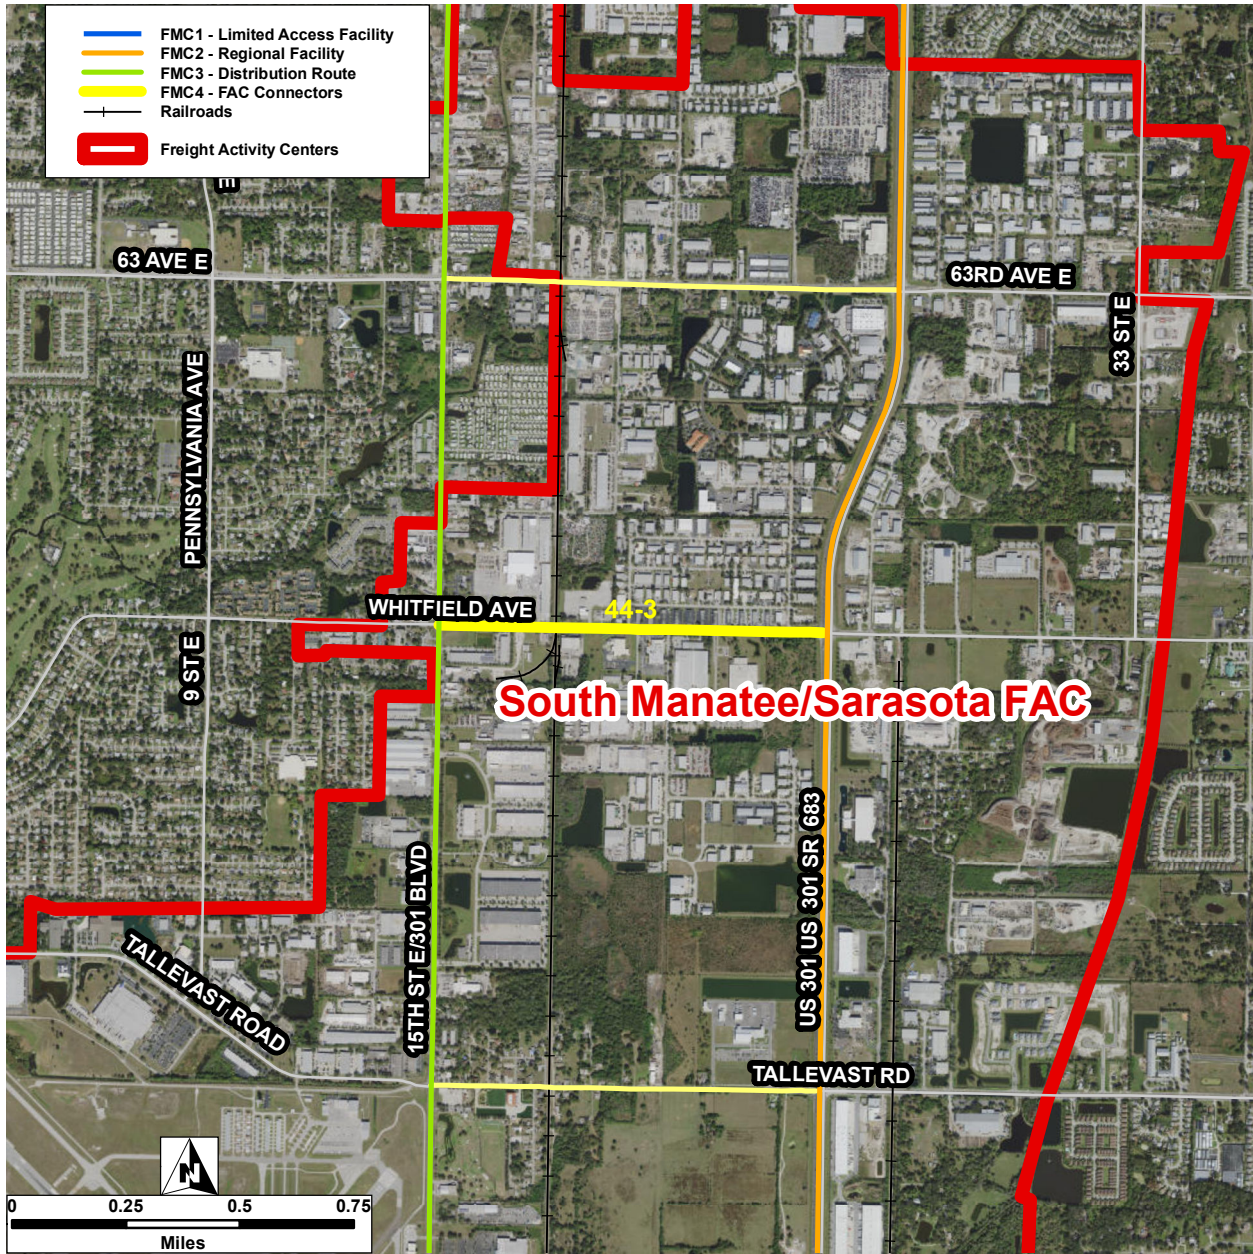 FMC1 - Limited Access Facility
FMC2 - Regional Facility
FMC3 - Distribution Route
FMC4 - FAC Connectors
Railroads
Freight Activity Centers
E
63 AVE E
63RD AVE E
33 ST E
PENNSYLVANIA AVE
WHITFIELD AVE
44-3
9 ST E
South Manatee/Sarasota FAC
US 301 US 301 SR 683
15TH ST E/301 BLVD
TALLEVAST ROAD
TALLEVAST RD
N
0 0.25 0.5 0.75
Miles